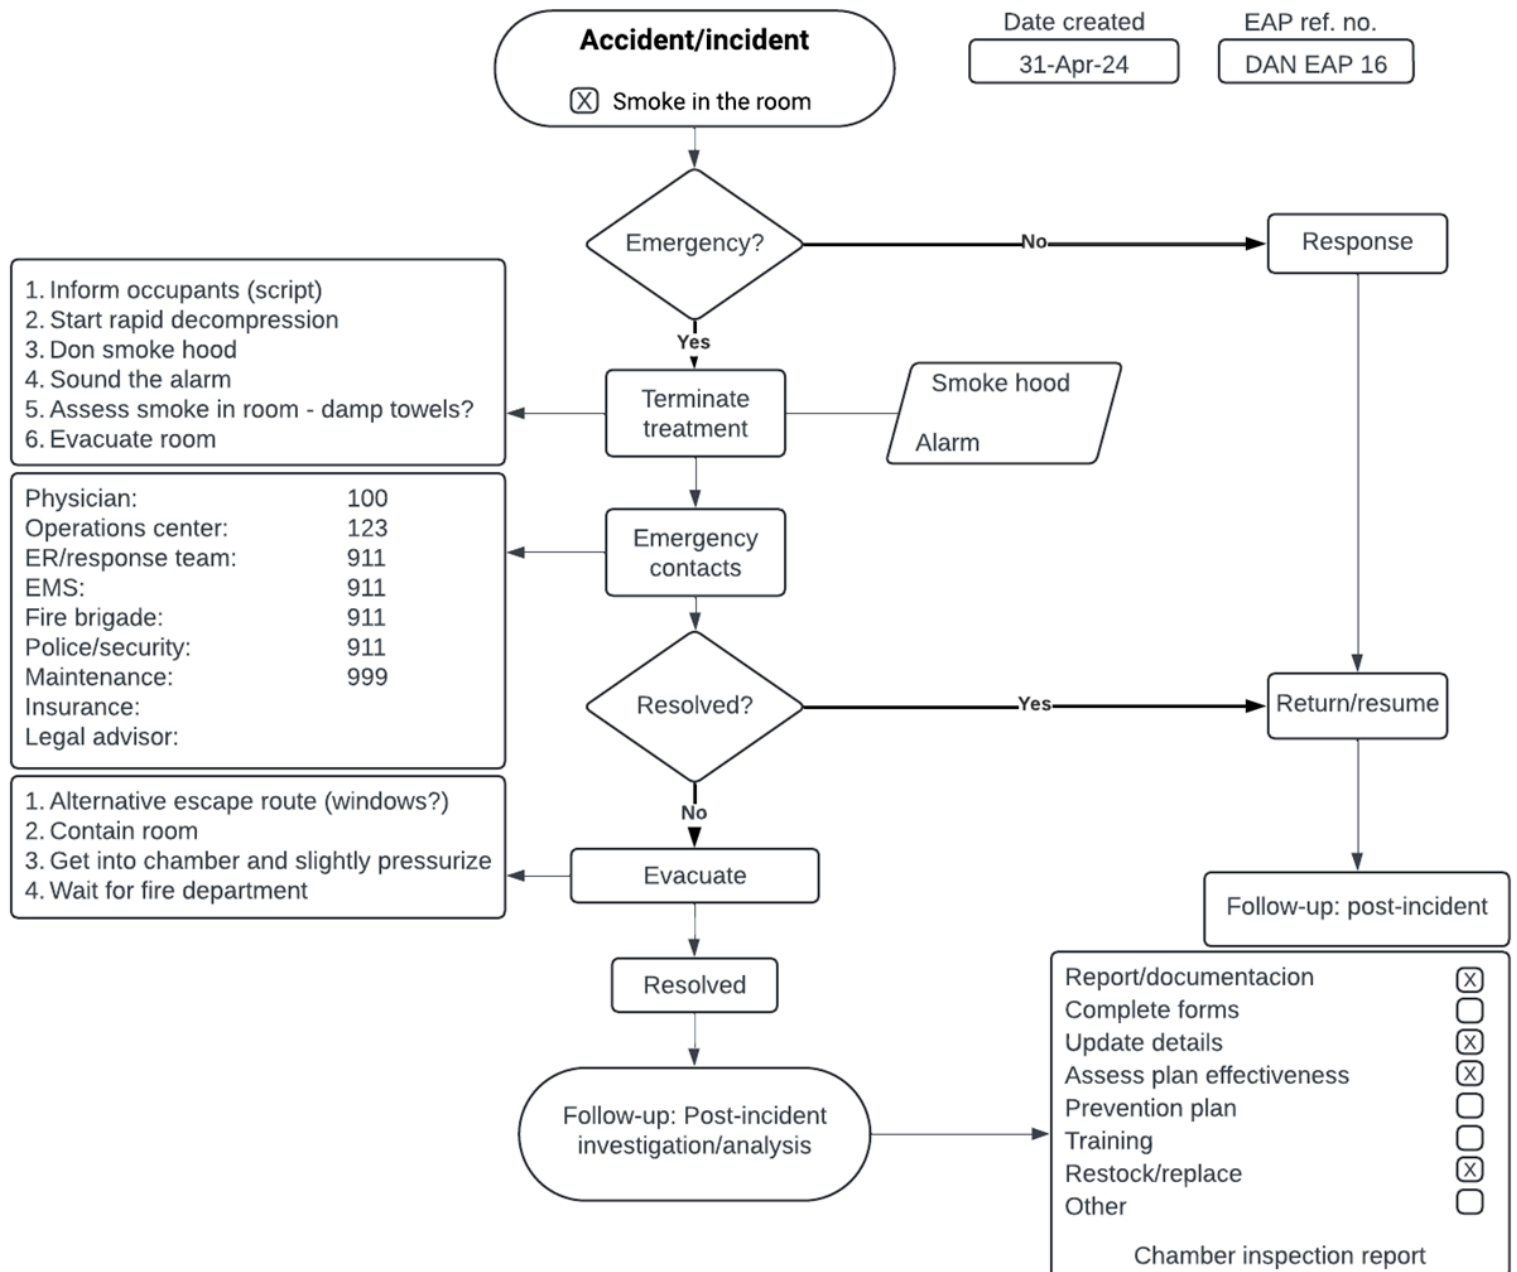 Accident/incident
X Smoke in the room
Date created
31-Apr-24
EAP ref. no.
DAN EAP 16
Emergency?
No
Response
Yes
1. Inform occupants (script)
2. Start rapid decompression
3. Don smoke hood
4. Sound the alarm
5. Assess smoke in room - damp towels?
6. Evacuate room
Terminate
treatment
Smoke hood
Alarm
Physician: 100
Operations center: 123
ER/response team: 911
EMS: 911
Fire brigade: 911
Police/security: 911
Maintenance: 999
Insurance:
Legal advisor:
Emergency
contacts
Resolved?
Yes
Return/resume
No
1. Alternative escape route (windows?)
2. Contain room
3. Get into chamber and slightly pressurize
4. Wait for fire department
Evacuate
Follow-up: post-incident
Resolved
Follow-up: Post-incident
investigation/analysis
Report/documentacion X
Complete forms
Update details X
Assess plan effectiveness X
Prevention plan
Training
Restock/replace X
Other
Chamber inspection report